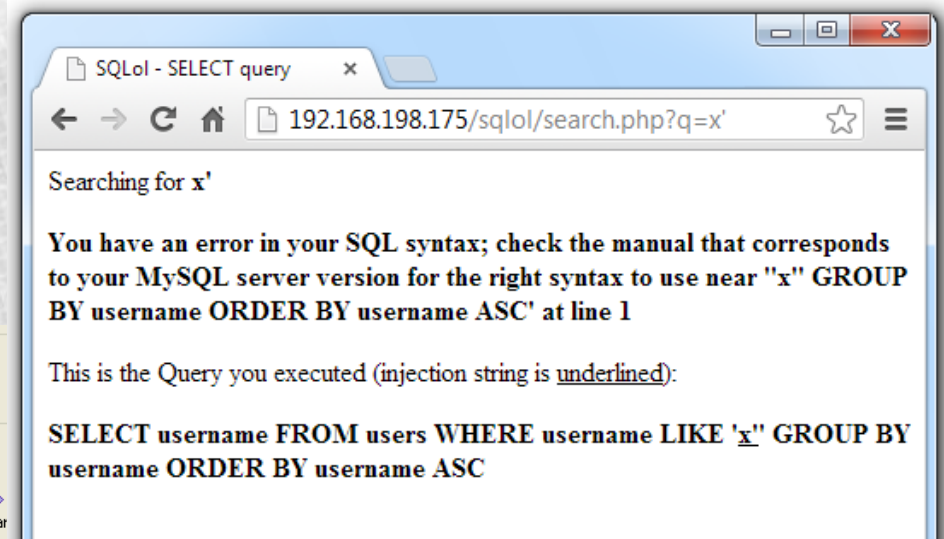 SQLol - SELECT query
192.168.198.175/sqlol/search.php?q=x'
Searching for x'
You have an error in your SQL syntax; check the manual that corresponds
to your MySQL server version for the right syntax to use near ''x'' GROUP
BY username ORDER BY username ASC' at line 1
This is the Query you executed (injection string is underlined):
SELECT username FROM users WHERE username LIKE 'x'' GROUP BY
username ORDER BY username ASC